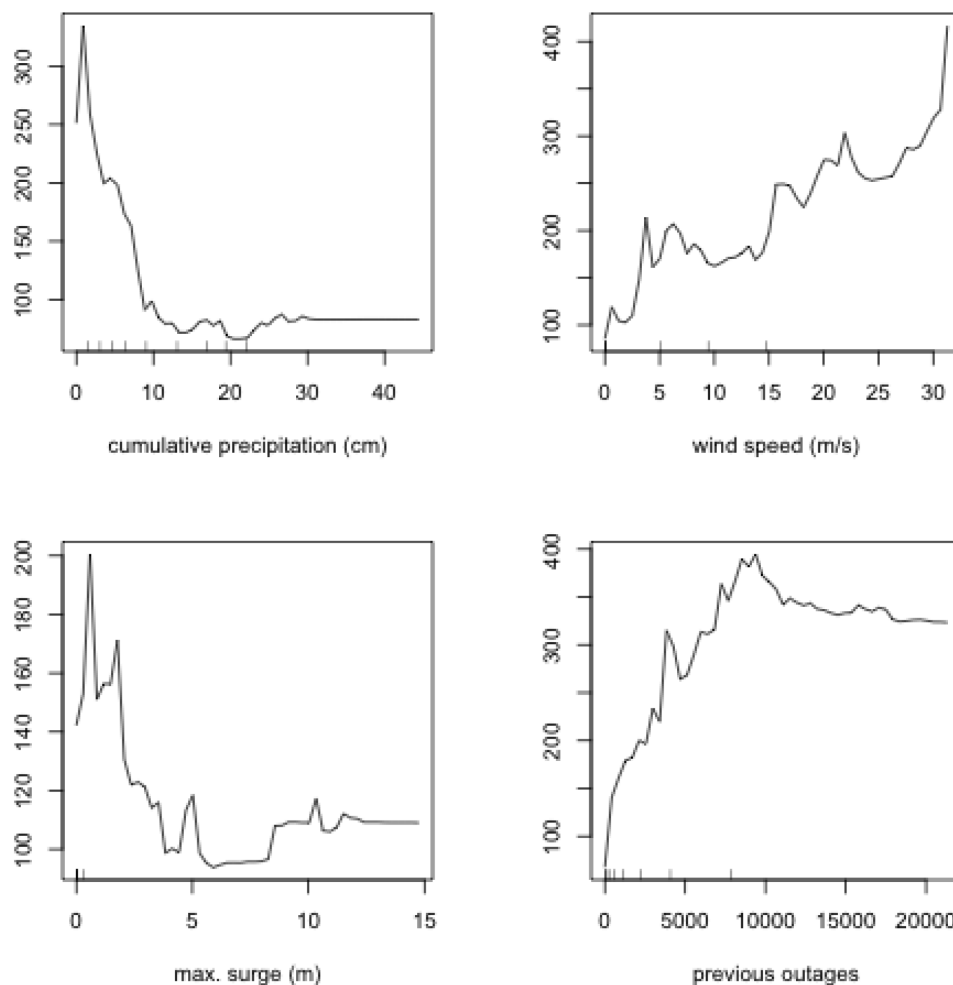 300
250
200
150
100
0 10 20 30 40
cumulative precipitation (cm)
400
300
200
100
0 5 10 15 20 25 30
wind speed (m/s)
200
180
160
140
120
100
0 5 10 15
max. surge (m)
400
300
200
100
0 5000 10000 15000 20000
previous outages